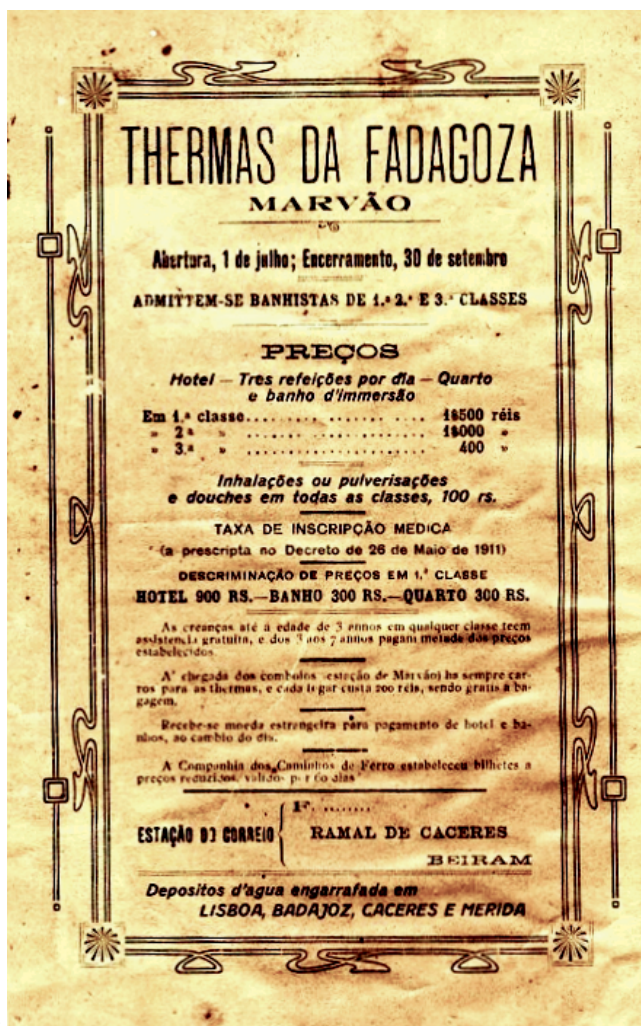 THERMAS DA FADAGOZA
MARVÃO
Abertura, 1 de julho; Encerramento, 30 de setembro
ADMITTEM-SE BANHISTAS DE 1.ª 2.ª E 3.ª CLASSES
PREÇOS
Hotel — Tres refeições por dia — Quarto
e banho d'immersão
Em 1.ª classe.......... ........ ........ 1$500 réis
» 2.ª » ........................... 1$000 »
» 3.ª » ........................... 400 »
Inhalações ou pulverisações
e douches em todas as classes, 100 rs.
TAXA DE INSCRIPÇÃO MEDICA
(a prescripta no Decreto de 26 de Maio de 1911)
DESCRIMINAÇÃO DE PREÇOS EM 1.ª CLASSE
HOTEL 900 RS.—BANHO 300 RS.—QUARTO 300 RS.
As creanças até a edade de 3 annos em qualquer classe teem
assistencia gratuita, e dos 3 aos 7 annos pagam metade dos preços
estabelecidos.
A' chegada dos comboios (estação de Marvão) ha sempre car-
ros para as thermas, e cada logar custa 200 réis, sendo gratis a ba-
gagem.
Recebe-se moeda estrangeira para pagamento de hotel e ba-
nhos, ao cambio do dia.
A Companhia dos Caminhos de Ferro estabeleceu bilhetes a
preços reduzidos, validos por 60 dias
ESTAÇÃO DO CORREIO
F. ........
RAMAL DE CACERES
BEIRAM
Depositos d'agua engarrafada em
LISBOA, BADAJOZ, CACERES E MERIDA